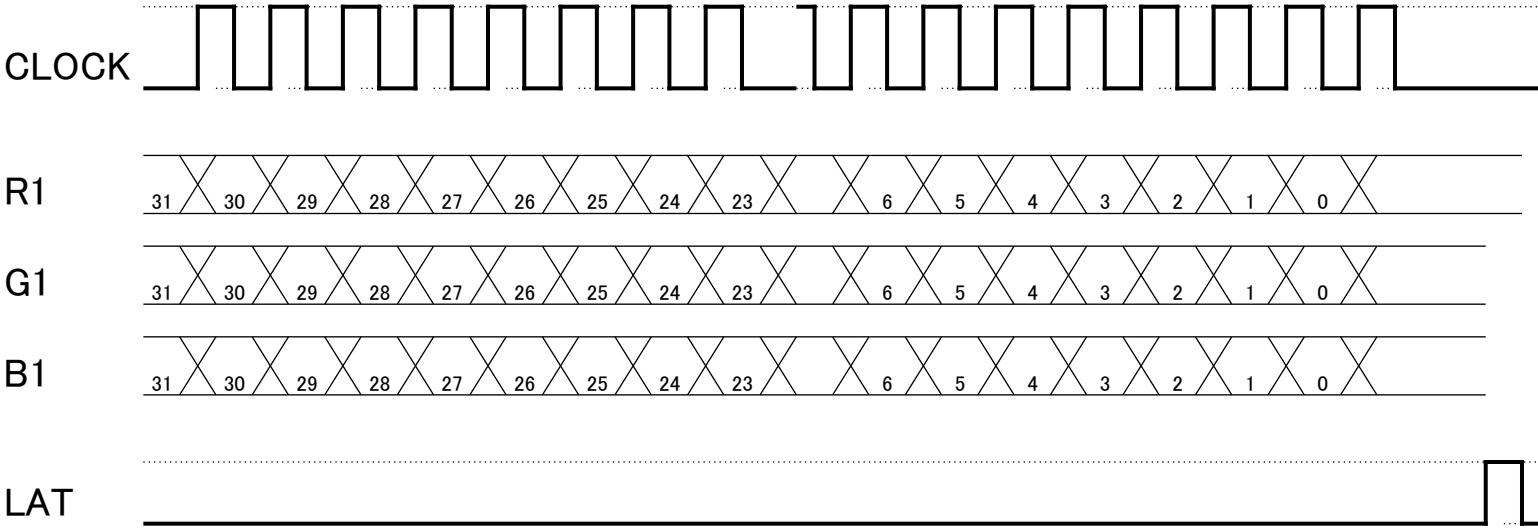 CLOCK
R1 31 30 29 28 27 26 25 24 23 6 5 4 3 2 1 0
G1 31 30 29 28 27 26 25 24 23 6 5 4 3 2 1 0
B1 31 30 29 28 27 26 25 24 23 6 5 4 3 2 1 0
LAT